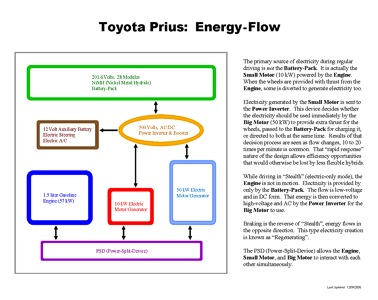 Toyota Prius: Energy-Flow
201.6 Volts, 28 Modules
NiMH (Nickel Metal Hydride)
Battery-Pack
12 Volt Auxiliary Battery
Electric Steering
Electric A/C
500 Volts, AC/DC
Power Inverter & Booster
1.5 liter Gasoline
Engine (57 kW)
10 kW Electric
Motor/Generator
50 kW Electric
Motor/Generator
PSD (Power-Split-Device)
The primary source of electricity during regular
driving is not the Battery-Pack. It is actually the
Small Motor (10 kW) powered by the Engine.
When the wheels are provided with thrust from the
Engine, some is diverted to generate electricity too.
Electricity generated by the Small Motor is sent to
the Power Inverter. This device decides whether
the electricity should be used immediately by the
Big Motor (50 kW) to provide extra thrust for the
wheels, passed to the Battery-Pack for charging it,
or directed to both at the same time. Results of that
decision process are seen as flow changes, 10 to 20
times per minute is common. That "rapid response"
nature of the design allows efficiency opportunities
that would otherwise be lost by less flexible hybrids.
While driving in "Stealth" (electric-only mode), the
Engine is not in motion. Electricity is provided by
only by the Battery-Pack. The flow is low-voltage
and in DC form. That energy is then converted to
high-voltage and AC by the Power Inverter for the
Big Motor to use.
Braking is the reverse of "Stealth", energy flows in
the opposite direction. This type electricity creation
is known as "Regenerating".
The PSD (Power-Split-Device) allows the Engine,
Small Motor, and Big Motor to interact with each
other simultaneously.